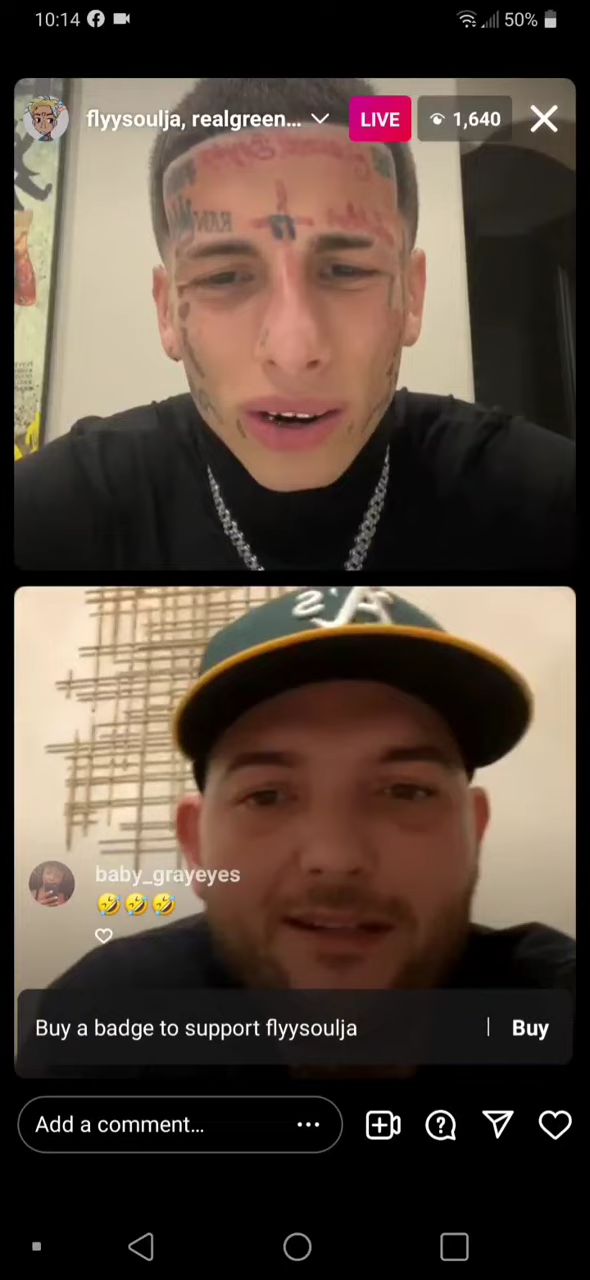 10:14
50%
flyysoulja, realgreen...
LIVE
1,640
A's
baby_grayeyes
🤣🤣🤣
Buy a badge to support flyysoulja
Buy
Add a comment...